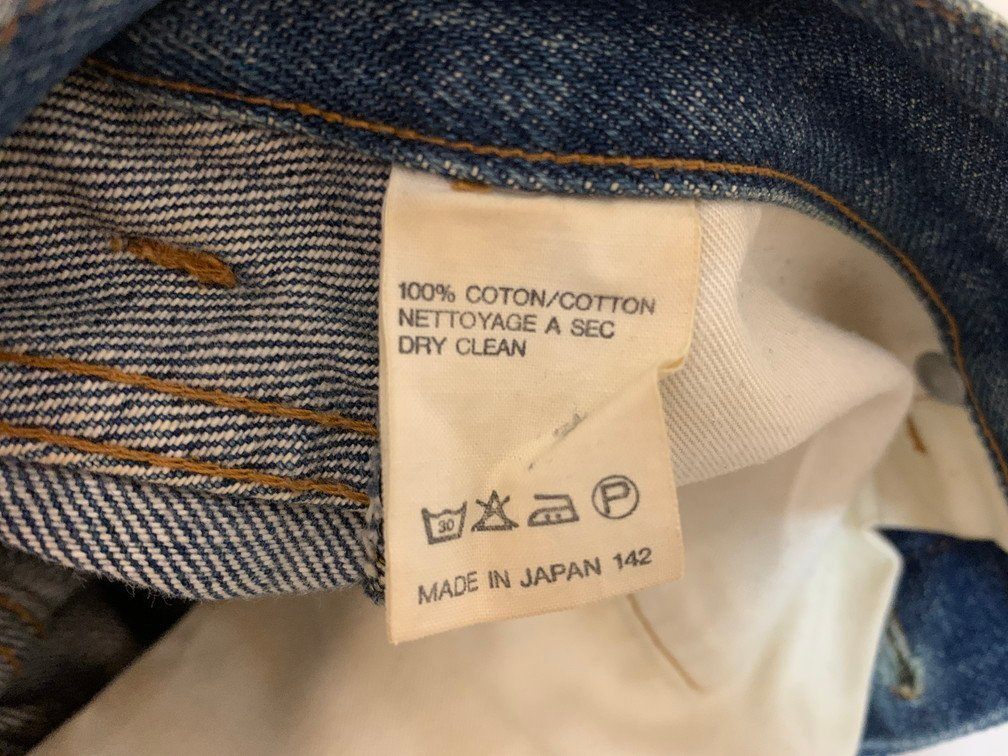 100% COTON/COTTON
NETTOYAGE A SEC
DRY CLEAN
30 P
MADE IN JAPAN 142